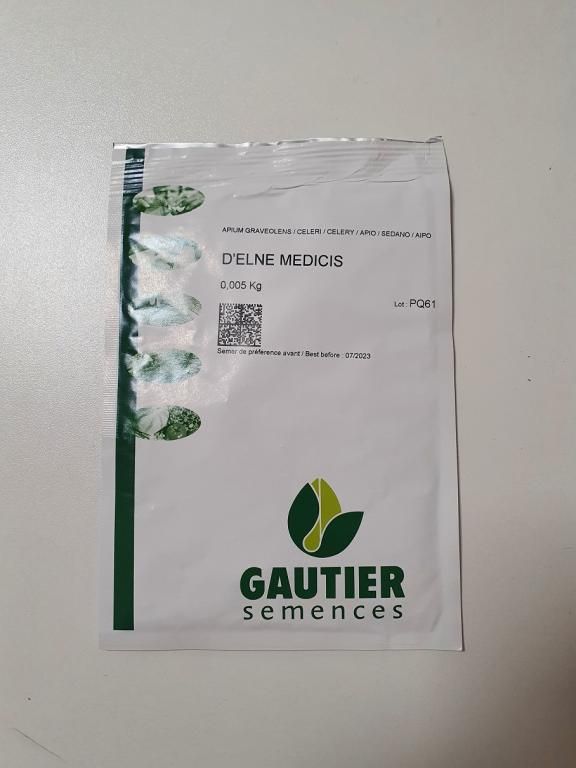 APIUM GRAVEOLENS / CELERI / CELERY / APIO / SEDANO / AIPO
D'ELNE MEDICIS
0,005 Kg
Lot : PQ61
Semer de préference avant / Best before : 07/2023
GAUTIER
semences